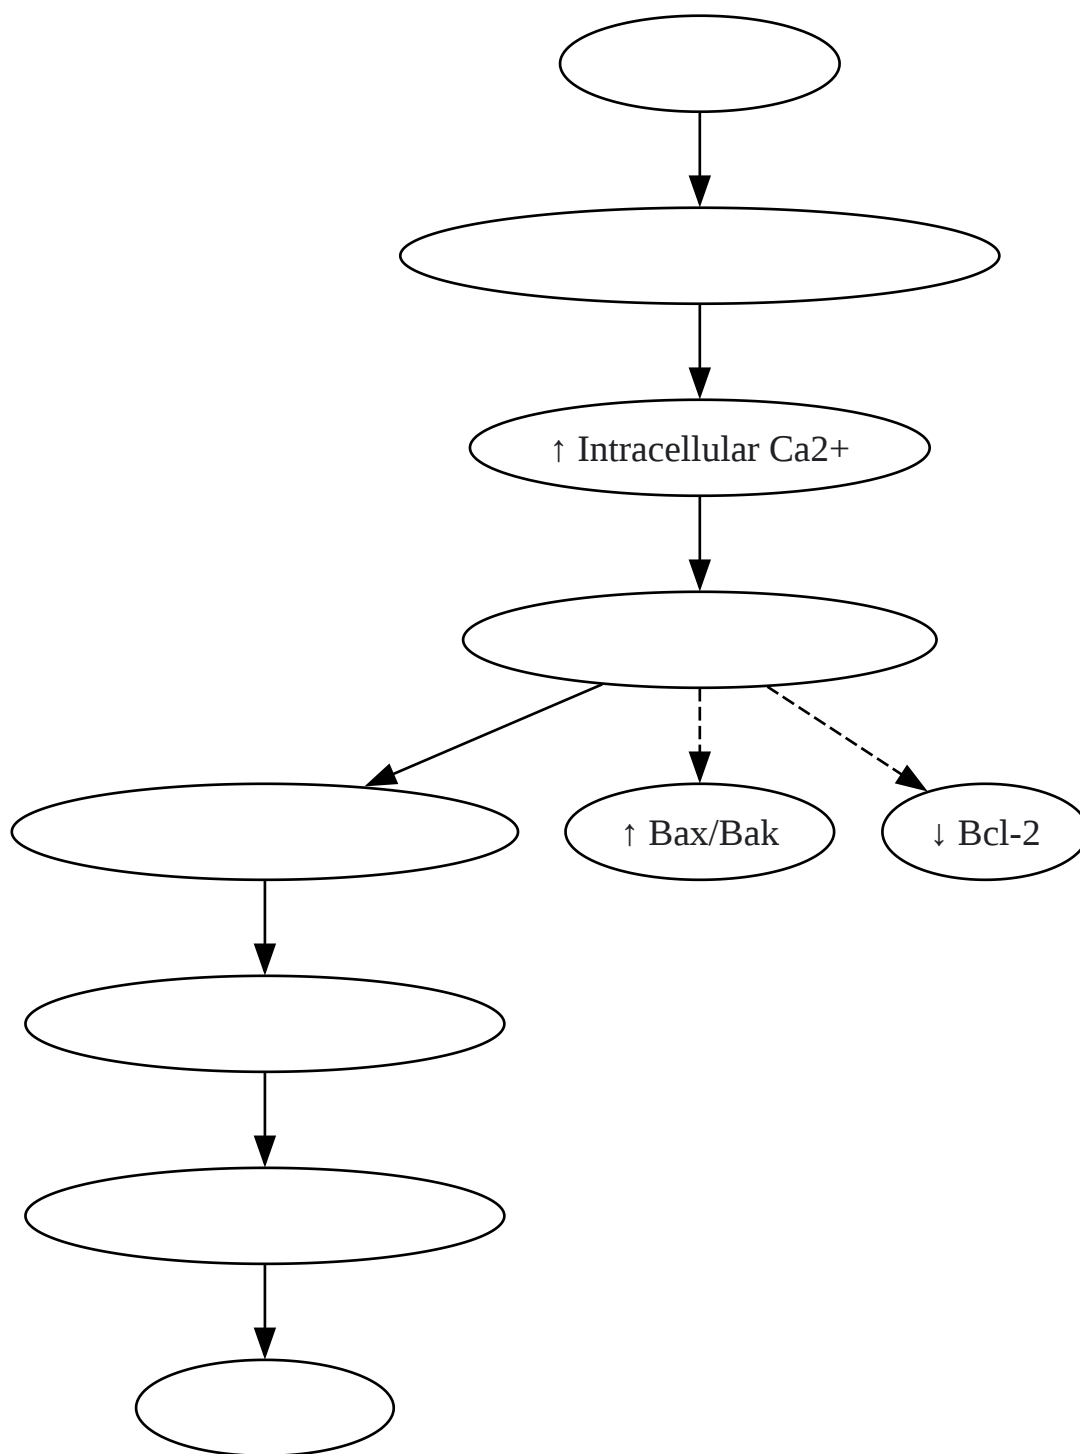 ↑ Intracellular Ca2+
↑ Bax/Bak
↓ Bcl-2